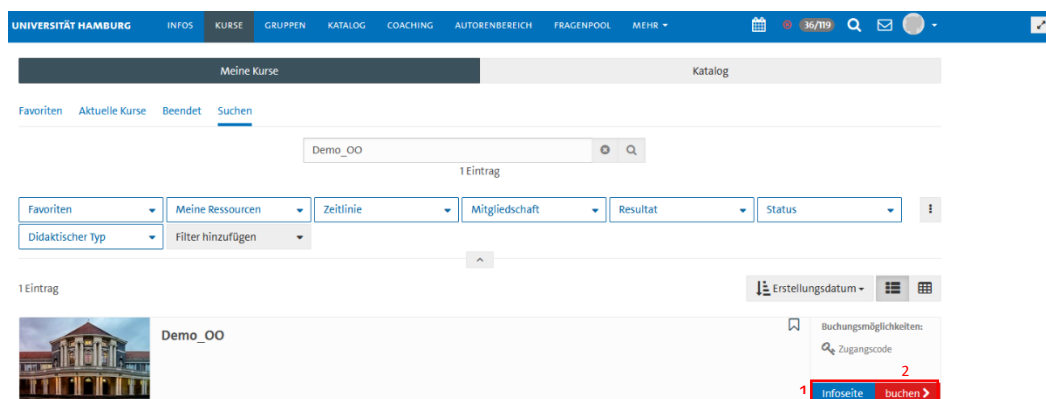 UNIVERSITÄT HAMBURG INFOS KURSE GRUPPEN KATALOG COACHING AUTORENBEREICH FRAGENPOOL MEHR 36/119
Meine Kurse Katalog
Favoriten Aktuelle Kurse Beendet Suchen
Demo_OO
1 Eintrag
Favoriten Meine Ressourcen Zeitlinie Mitgliedschaft Resultat Status
Didaktischer Typ Filter hinzufügen
1 Eintrag Erstellungsdatum
Demo_OO Buchungsmöglichkeiten:
Zugangscode
2
1 Infoseite buchen